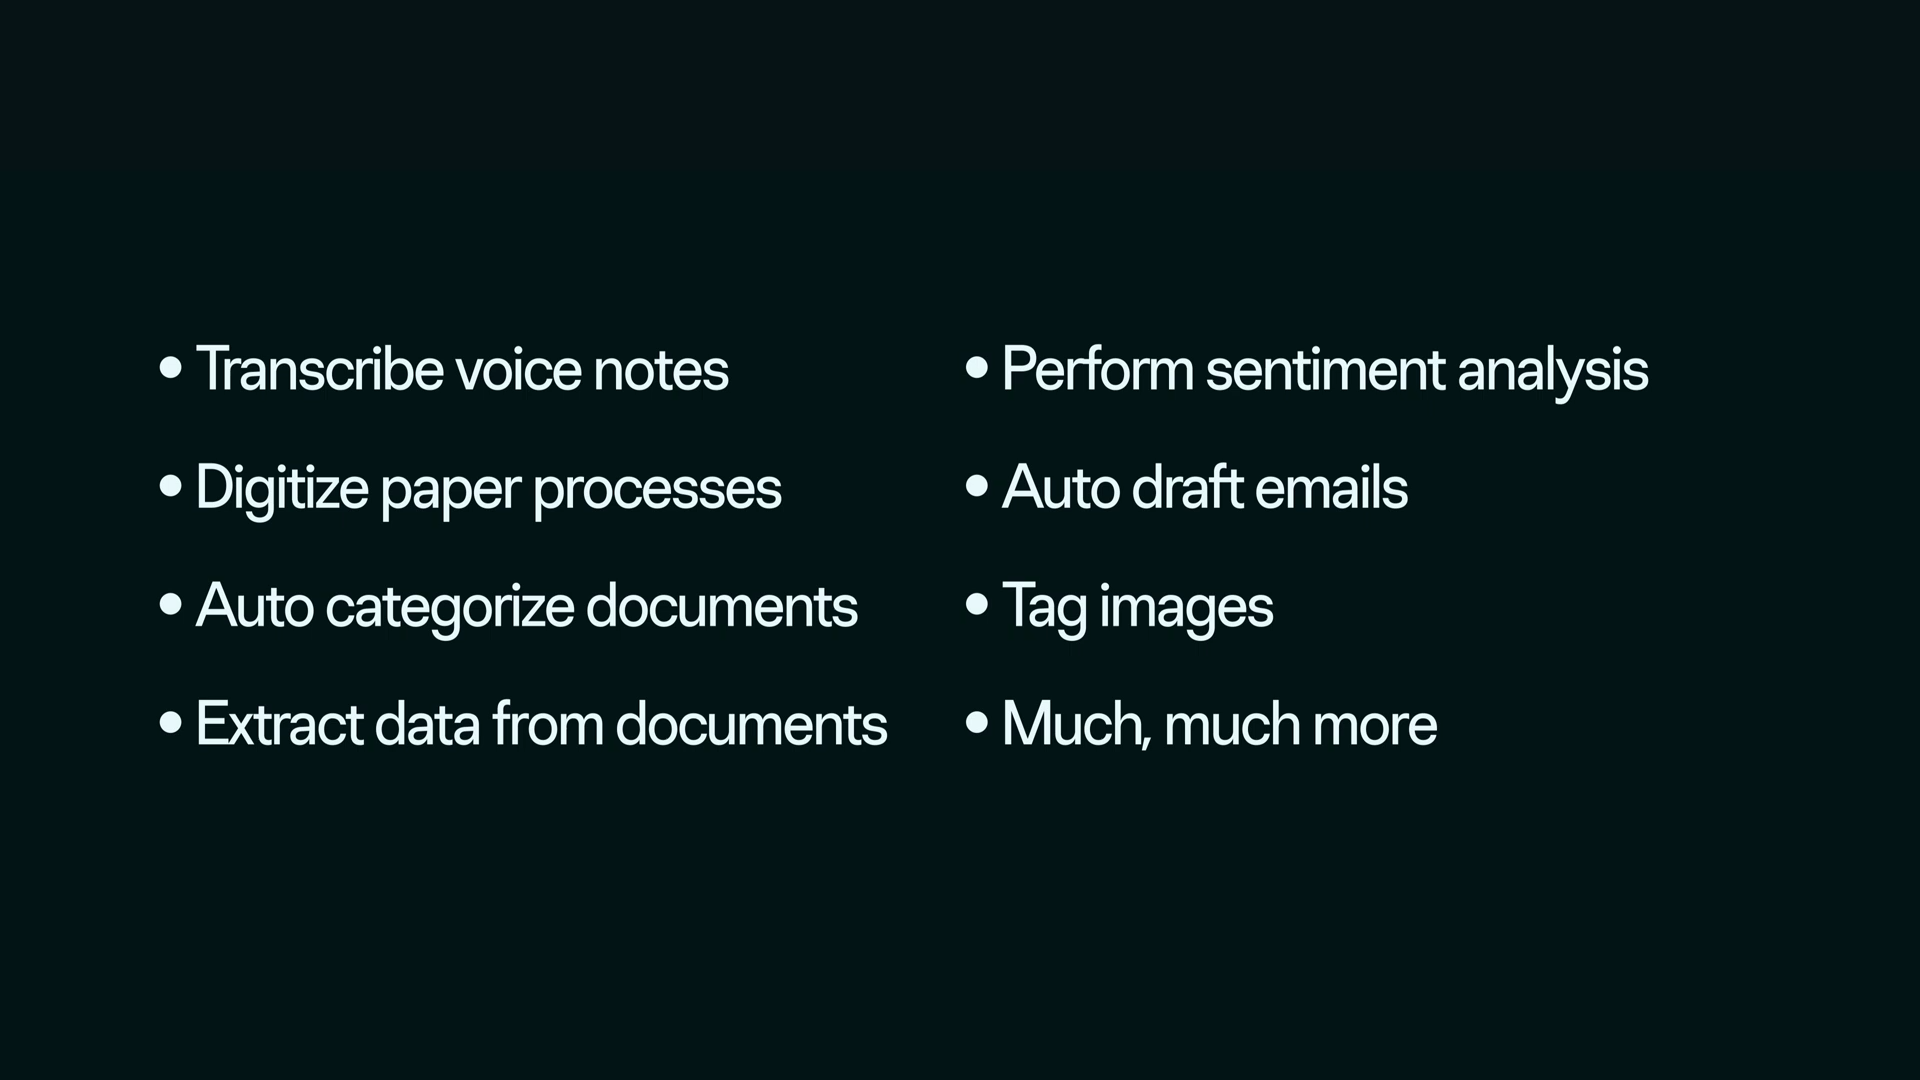 • Transcribe voice notes
• Digitize paper processes
• Auto categorize documents
• Extract data from documents
• Perform sentiment analysis
• Auto draft emails
• Tag images
• Much, much more